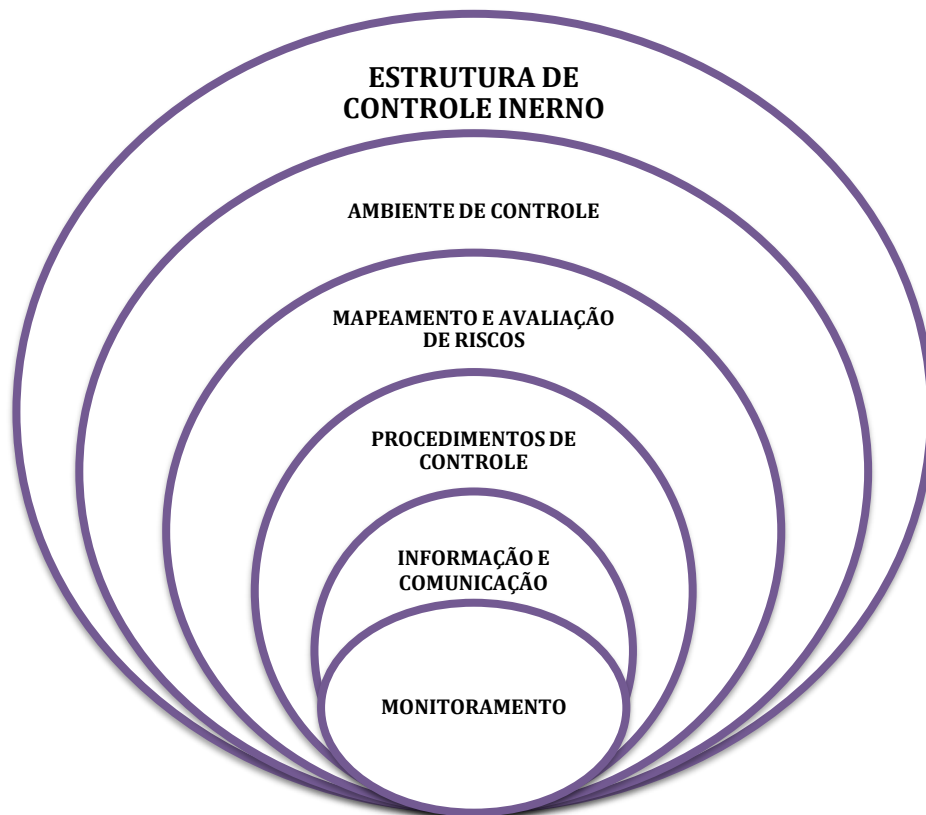 ESTRUTURA DE
CONTROLE INERNO
AMBIENTE DE CONTROLE
MAPEAMENTO E AVALIAÇÃO
DE RISCOS
PROCEDIMENTOS DE
CONTROLE
INFORMAÇÃO E
COMUNICAÇÃO
MONITORAMENTO